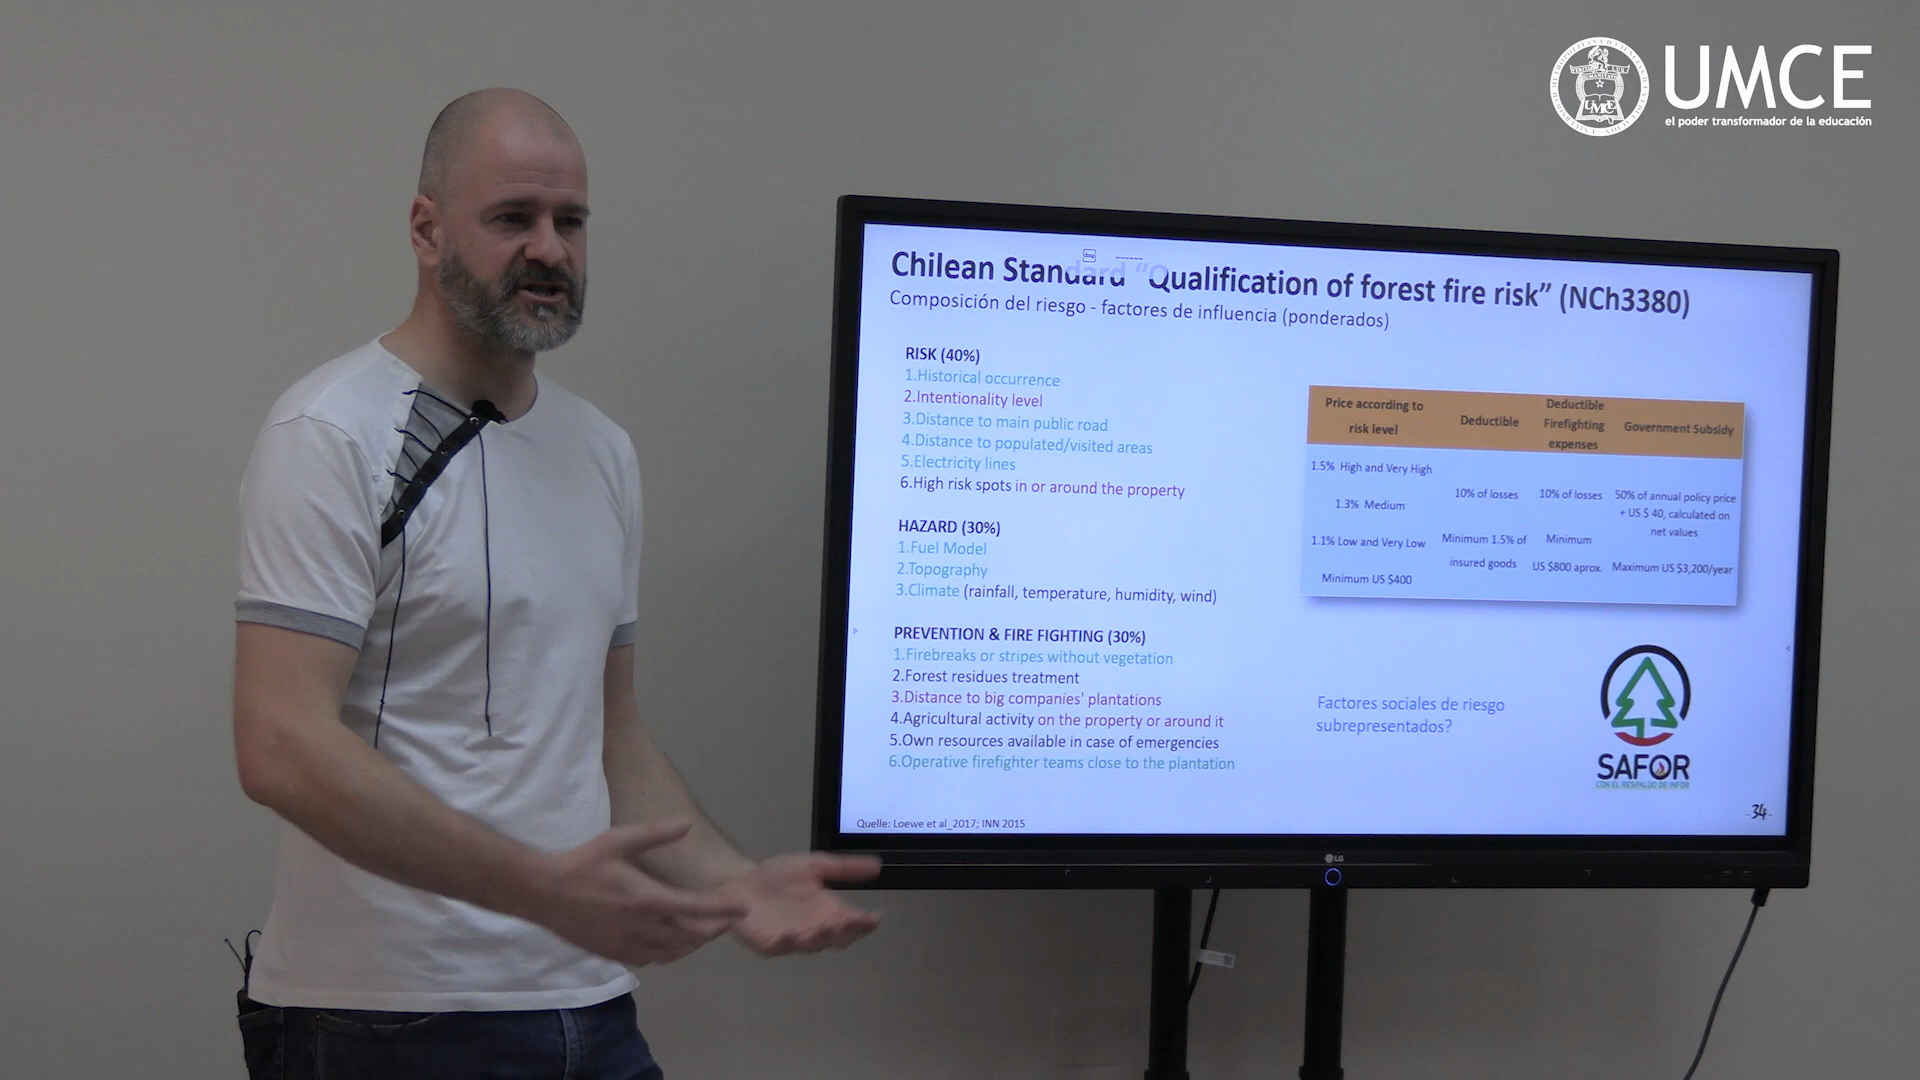 UMCE
el poder transformador de la educación
Chilean Standard "Qualification of forest fire risk" (NCh3380)
Composición del riesgo - factores de influencia (ponderados)
RISK (40%)
1.Historical occurrence
2.Intentionality level
3.Distance to main public road
4.Distance to populated/visited areas
5.Electricity lines
6.High risk spots in or around the property
HAZARD (30%)
1.Fuel Model
2.Topography
3.Climate (rainfall, temperature, humidity, wind)
PREVENTION & FIRE FIGHTING (30%)
1.Firebreaks or stripes without vegetation
2.Forest residues treatment
3.Distance to big companies' plantations
4.Agricultural activity on the property or around it
5.Own resources available in case of emergencies
6.Operative firefighter teams close to the plantation
Price according to
risk level
Deductible
Deductible
Firefighting
expenses
Government Subsidy
1.5% High and Very High
1.3% Medium
1.1% Low and Very Low
Minimum US $400
10% of losses
Minimum 1.5% of
insured goods
10% of losses
Minimum
US $800 aprox.
50% of annual policy price
+ US $ 40, calculated on
net values
Maximum US $3,200/year
Factores sociales de riesgo
subrepresentados?
SAFOR
CON EL RESPALDO DE INFOR
Quelle: Loewe et al_2017; INN 2015
-34-
LG